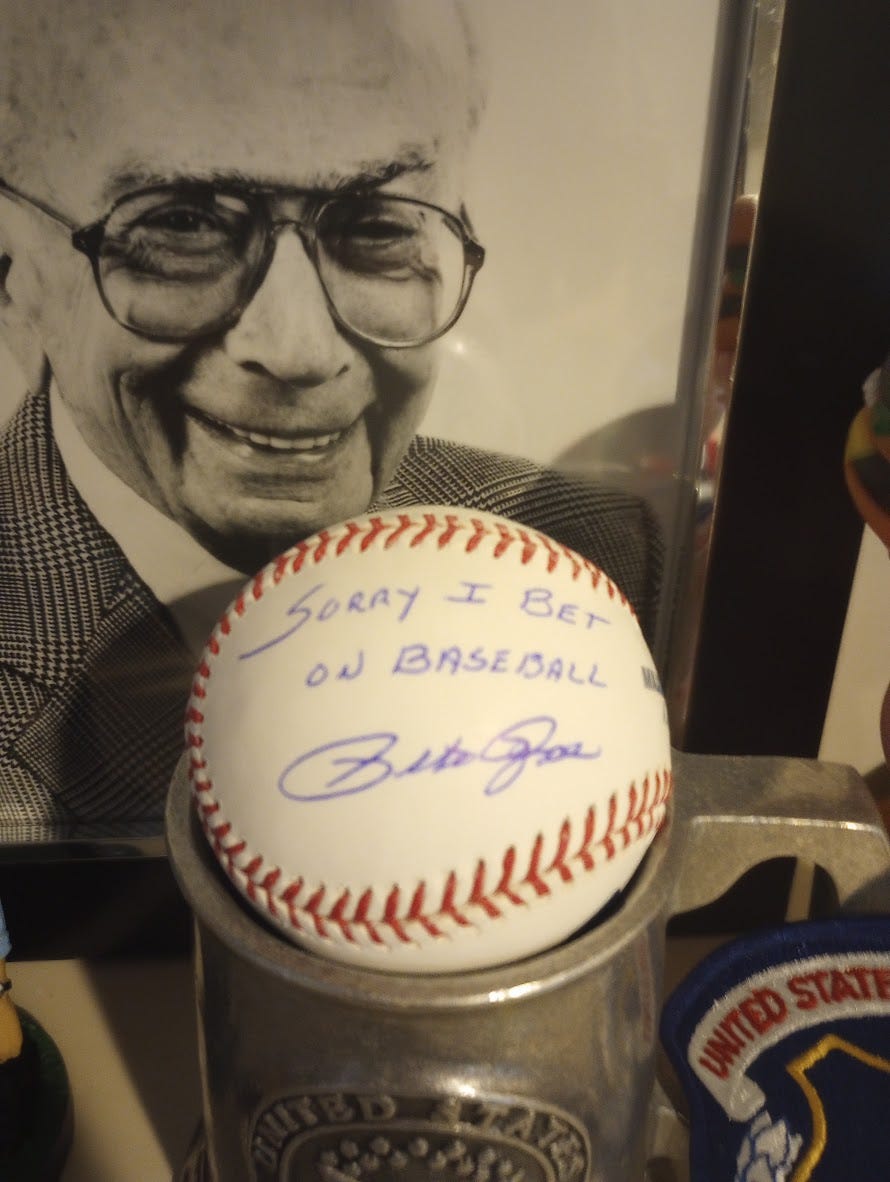 SORRY I BET
ON BASEBALL
Pete Rose
UNITED STATE
UNITED STATES